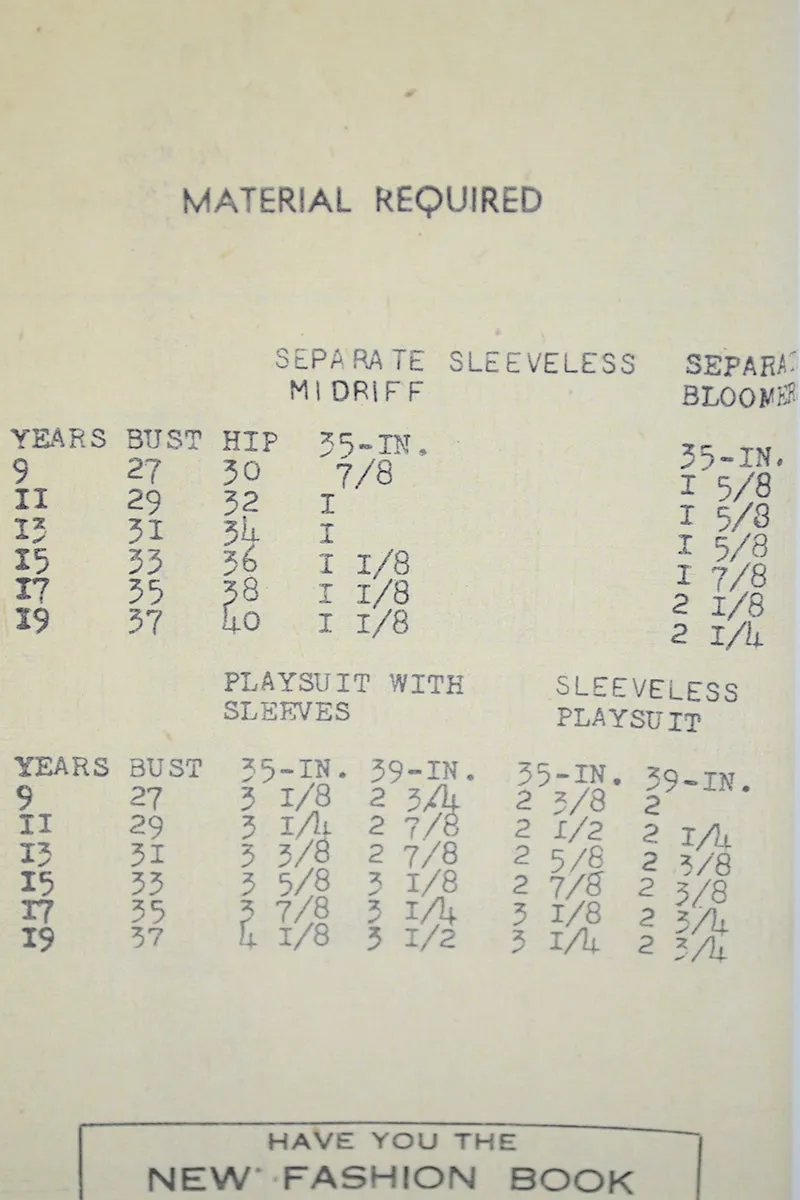 MATERIAL REQUIRED
SEPARATE SLEEVELESS SEPARA
MIDRIFF BLOOMER
YEARS BUST HIP 35-IN. 35-IN.
9 27 30 7/8 I 5/8
II 29 32 I I 5/8
I3 3I 34 I I 5/8
I5 33 36 I I/8 I 7/8
I7 35 38 I I/8 2 I/8
I9 37 40 I I/8 2 I/4
PLAYSUIT WITH SLEEVELESS
SLEEVES PLAYSUIT
YEARS BUST 35-IN. 39-IN. 35-IN. 39-IN.
9 27 3 I/8 2 3/4 2 3/8 2
II 29 3 I/4 2 7/8 2 I/2 2 I/4
I3 3I 3 3/8 2 7/8 2 5/8 2 3/8
I5 33 3 5/8 3 I/8 2 7/8 2 3/8
I7 35 3 7/8 3 I/4 3 I/8 2 3/4
I9 37 4 I/8 3 I/2 3 I/4 2 3/4
HAVE YOU THE
NEW FASHION BOOK